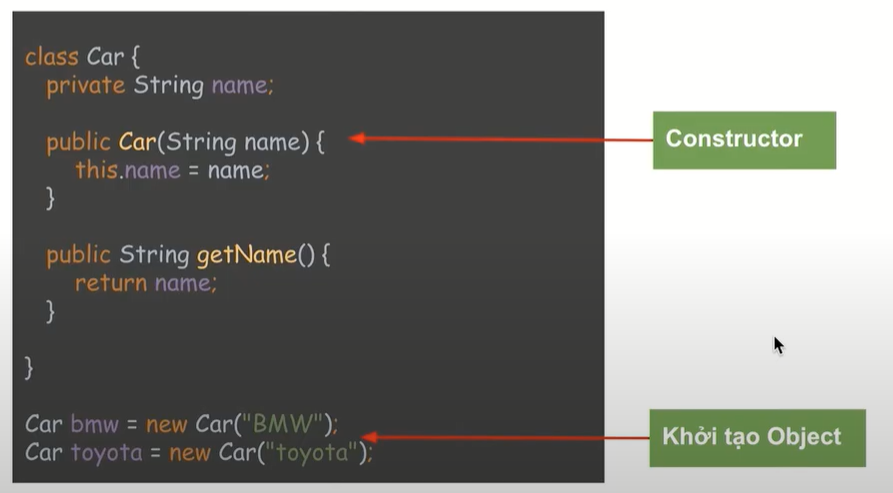 class Car {
private String name;
public Car(String name) {
this.name = name;
}
public String getName() {
return name;
}
}
Car bmw = new Car("BMW");
Car toyota = new Car("toyota");
Constructor
Khởi tạo Object